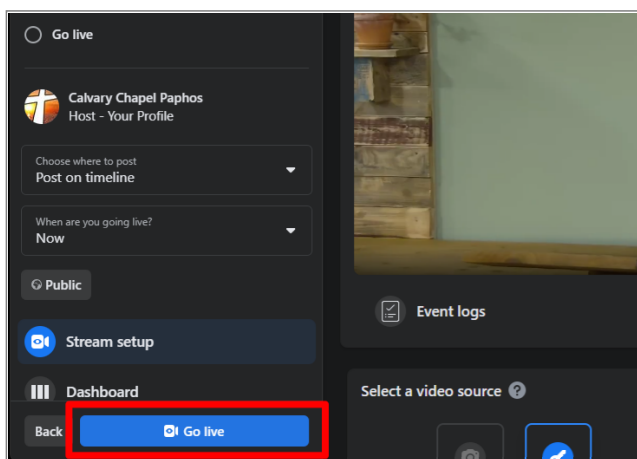 Go live
Calvary Chapel Paphos
Host - Your Profile
Choose where to post
Post on timeline
When are you going live?
Now
Public
Stream setup
Dashboard
Back
Go live
Event logs
Select a video source